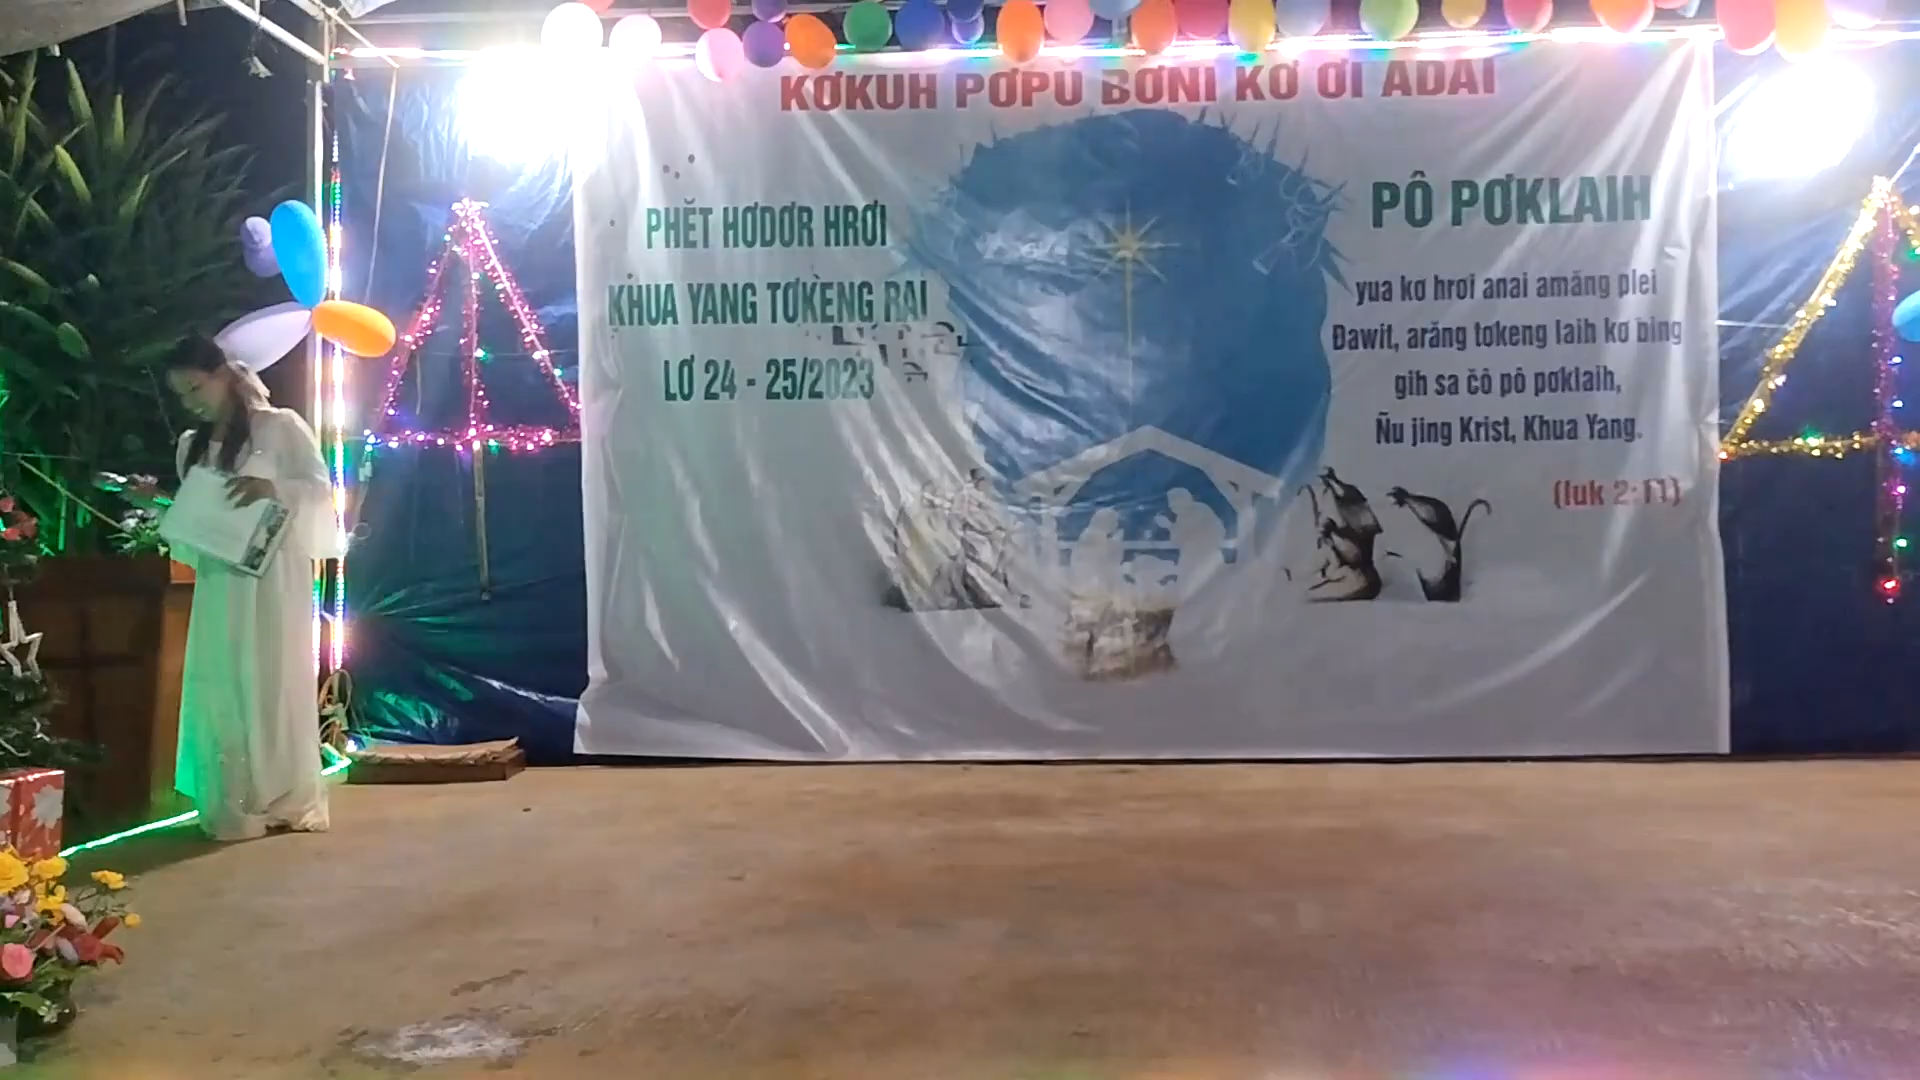 KƠKUH PƠPŬ BƠNI KƠ ƠI ADAI
PHĔT HƠDƠR HRƠI
KHUA YANG TƠKENG RAI
LƠ 24 - 25/2023
PÔ PƠKLAIH
yua kơ hrơi anai amăng plei
Đawit, arăng tơkeng laih kơ bing
gih sa čô pô pơklaih,
Ñu jing Krist, Khua Yang.
(luk 2:11)